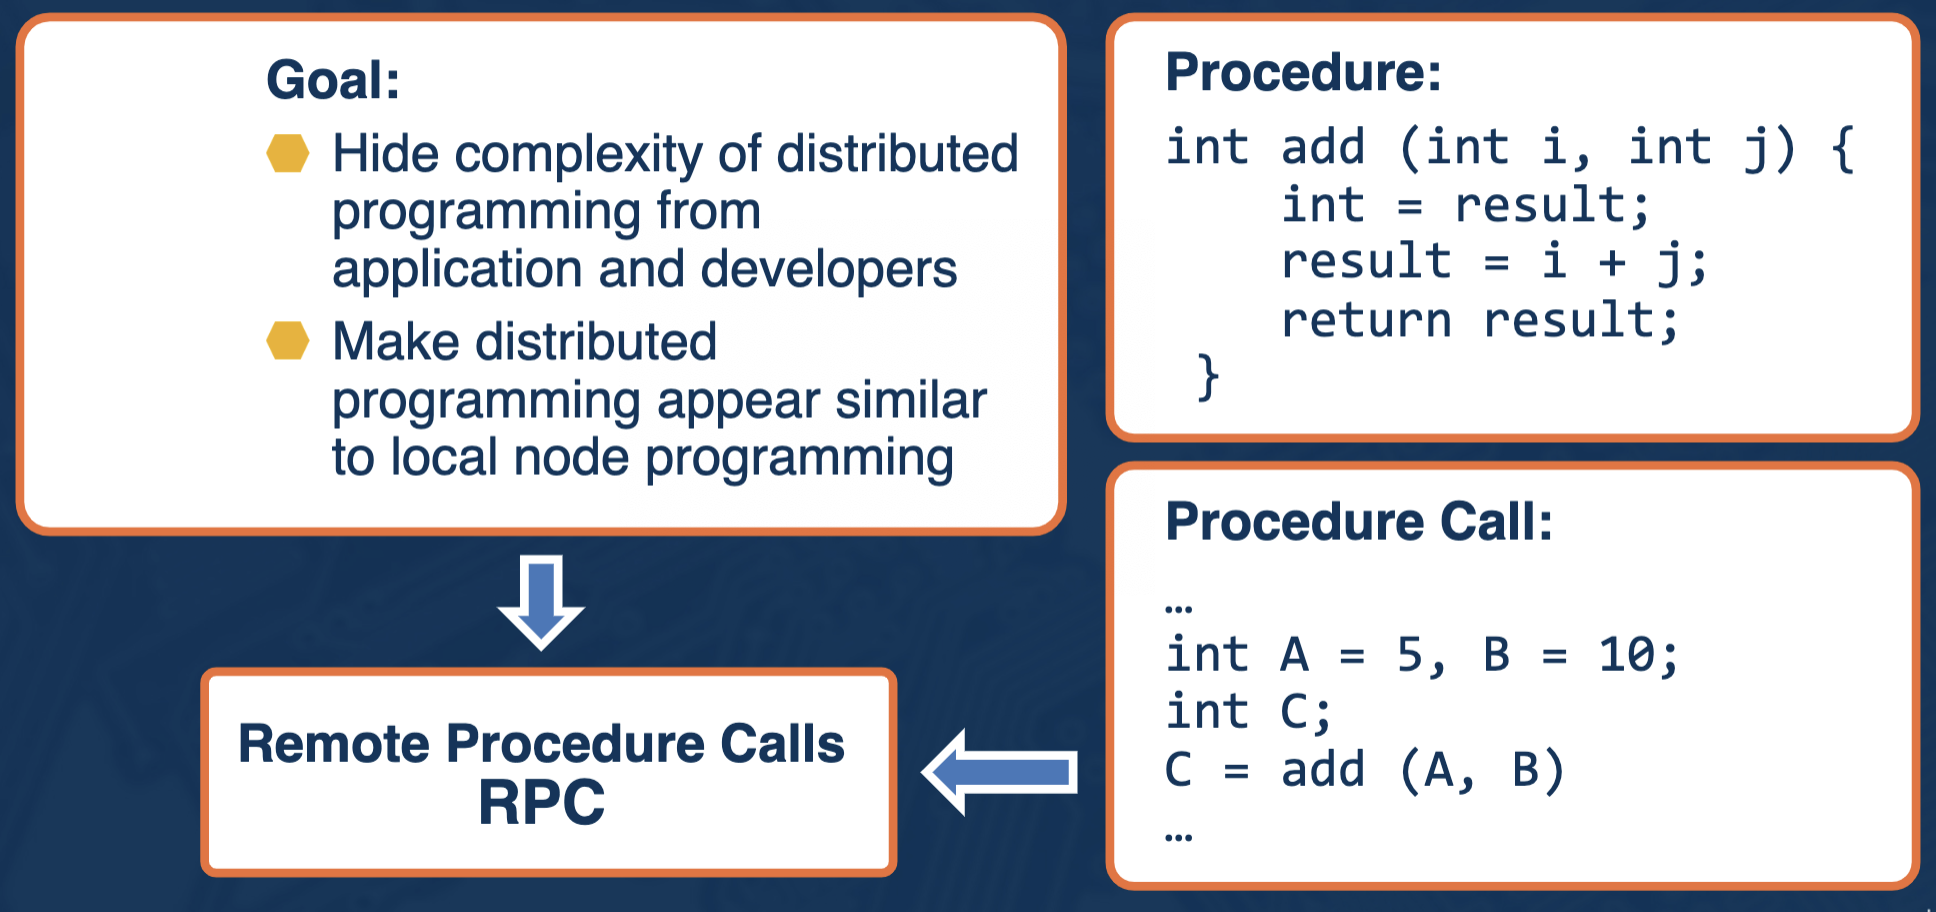 Goal:
Hide complexity of distributed
programming from
application and developers
Make distributed
programming appear similar
to local node programming
Remote Procedure Calls
RPC
Procedure:
int add (int i, int j) {
int = result;
result = i + j;
return result;
}
Procedure Call:
…
int A = 5, B = 10;
int C;
C = add (A, B)
…